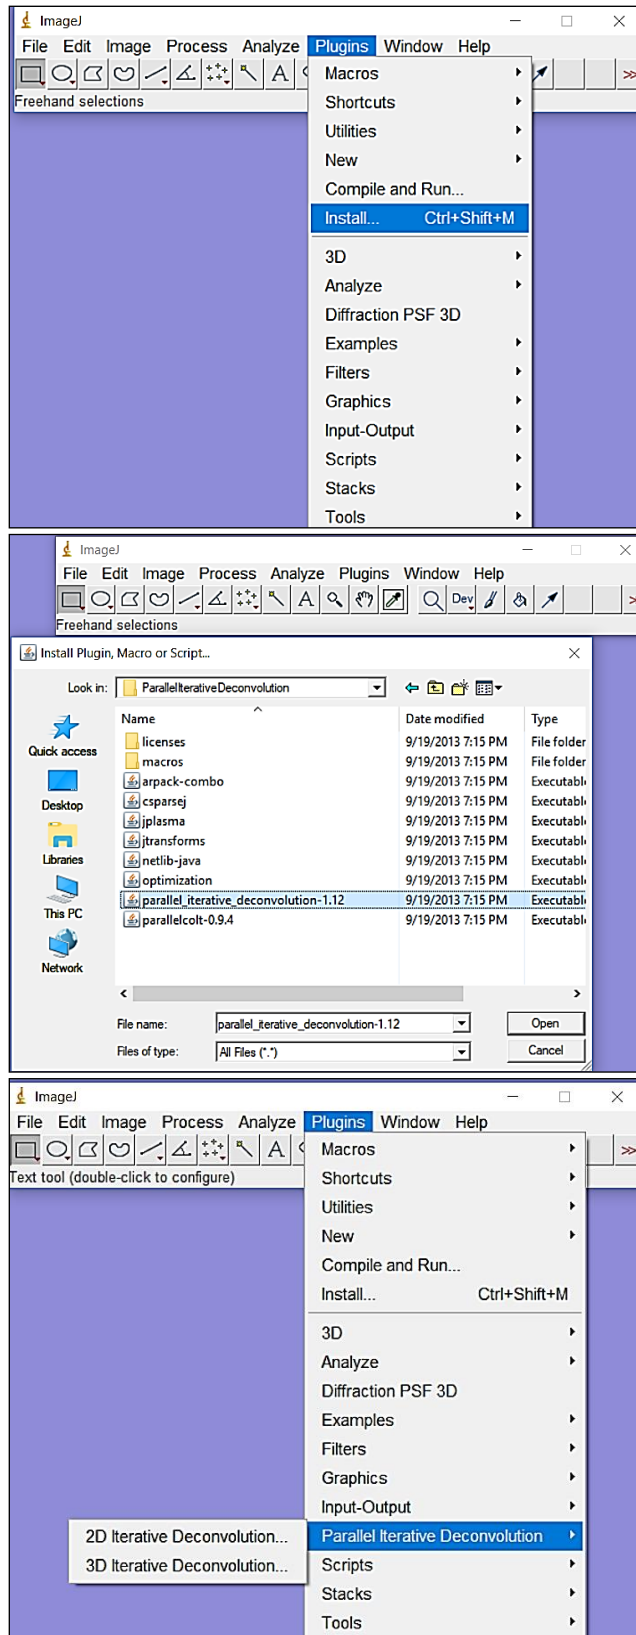 ImageJ
File Edit Image Process Analyze Plugins Window Help
A
Freehand selections
Macros
Shortcuts
Utilities
New
Compile and Run...
Install... Ctrl+Shift+M
3D
Analyze
Diffraction PSF 3D
Examples
Filters
Graphics
Input-Output
Scripts
Stacks
Tools
ImageJ
File Edit Image Process Analyze Plugins Window Help
A Dev
Freehand selections
Install Plugin, Macro or Script...
Look in: ParallelIterativeDeconvolution
Name Date modified Type
licenses 9/19/2013 7:15 PM File folder
macros 9/19/2013 7:15 PM File folder
arpack-combo 9/19/2013 7:15 PM Executabl
csparsej 9/19/2013 7:15 PM Executabl
jplasma 9/19/2013 7:15 PM Executabl
jtransforms 9/19/2013 7:15 PM Executabl
netlib-java 9/19/2013 7:15 PM Executabl
optimization 9/19/2013 7:15 PM Executabl
parallel_iterative_deconvolution-1.12 9/19/2013 7:15 PM Executabl
parallelcolt-0.9.4 9/19/2013 7:15 PM Executabl
Quick access
Desktop
Libraries
This PC
Network
File name: parallel_iterative_deconvolution-1.12 Open
Files of type: All Files (*.*) Cancel
ImageJ
File Edit Image Process Analyze Plugins Window Help
A
Text tool (double-click to configure)
Macros
Shortcuts
Utilities
New
Compile and Run...
Install... Ctrl+Shift+M
3D
Analyze
Diffraction PSF 3D
Examples
Filters
Graphics
Input-Output
2D Iterative Deconvolution... Parallel Iterative Deconvolution
3D Iterative Deconvolution... Scripts
Stacks
Tools